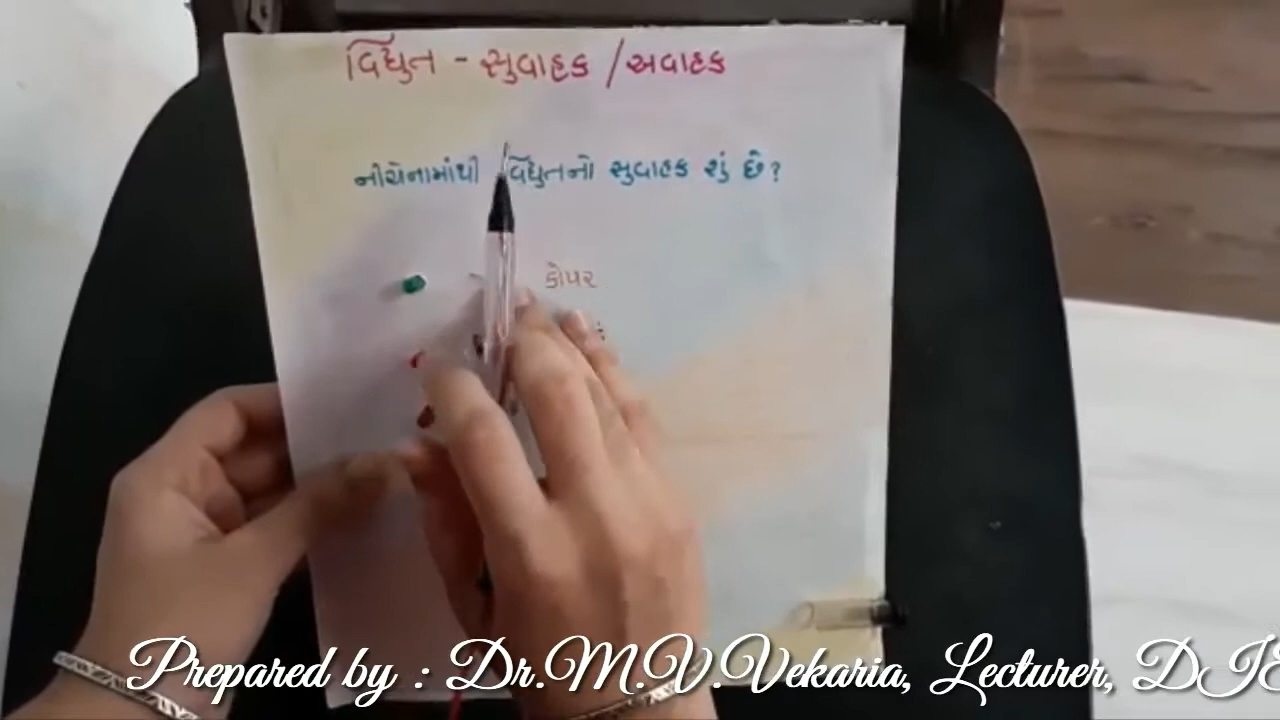 વિદ્યુત - સુવાહક / અવાહક
નીચેનામાંથી વિદ્યુતનો સુવાહક શું છે?
કોપર
Prepared by : Dr.M.V.Vekaria, Lecturer,